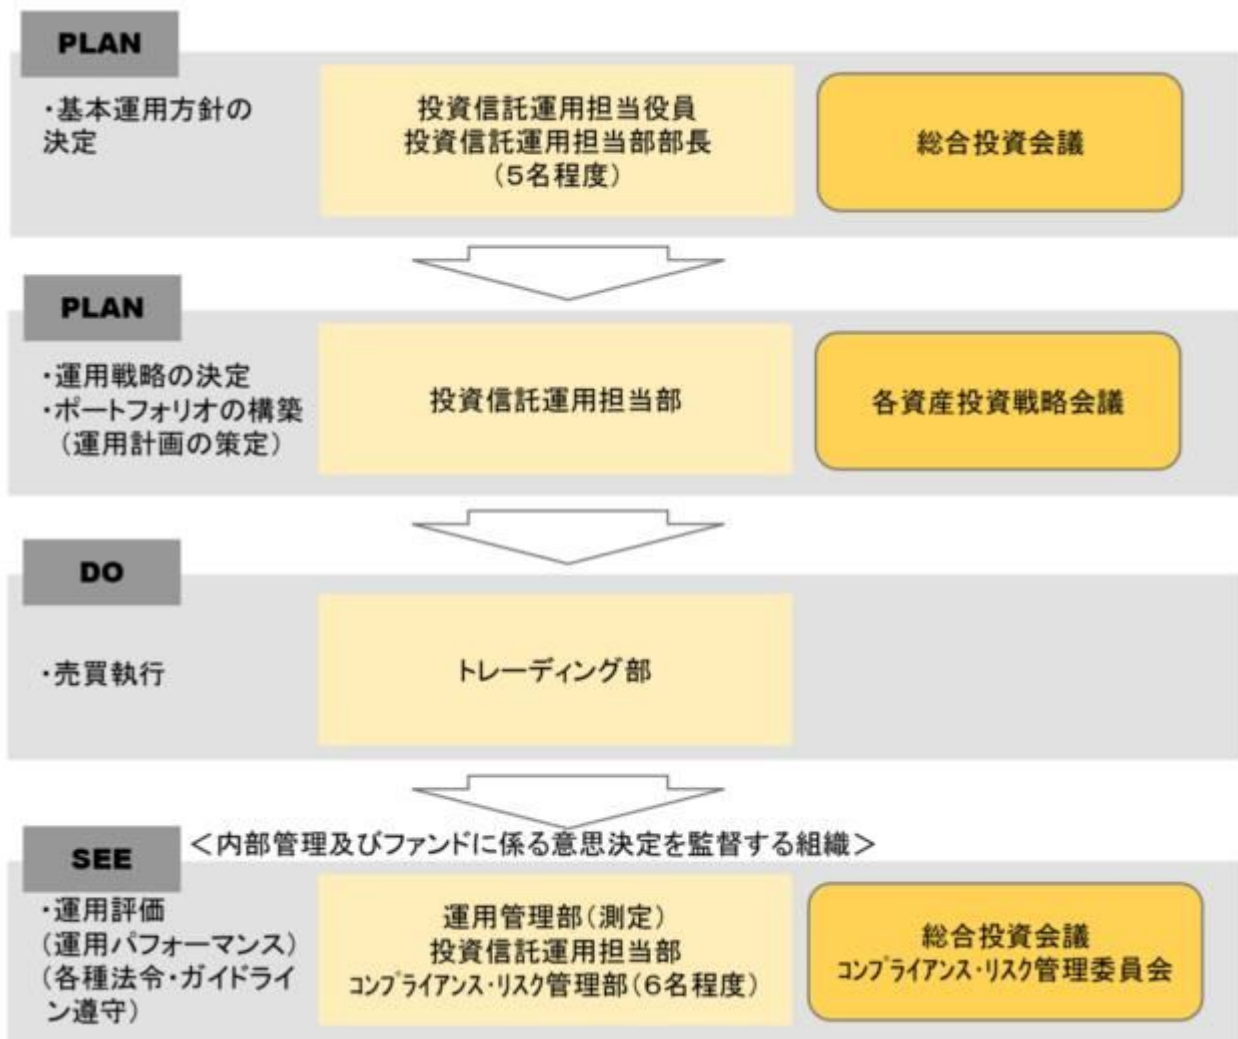 PLAN
・基本運用方針の
決定
投資信託運用担当役員
投資信託運用担当部部長
(5名程度)
総合投資会議
PLAN
・運用戦略の決定
・ポートフォリオの構築
(運用計画の策定)
投資信託運用担当部
各資産投資戦略会議
DO
・売買執行
トレーディング部
SEE
＜内部管理及びファンドに係る意思決定を監督する組織＞
・運用評価
(運用パフォーマンス)
(各種法令・ガイドライ
ン遵守)
運用管理部(測定)
投資信託運用担当部
ｺﾝﾌﾟﾗｲｱﾝｽ・ﾘｽｸ管理部(6名程度)
総合投資会議
ｺﾝﾌﾟﾗｲｱﾝｽ・ﾘｽｸ管理委員会